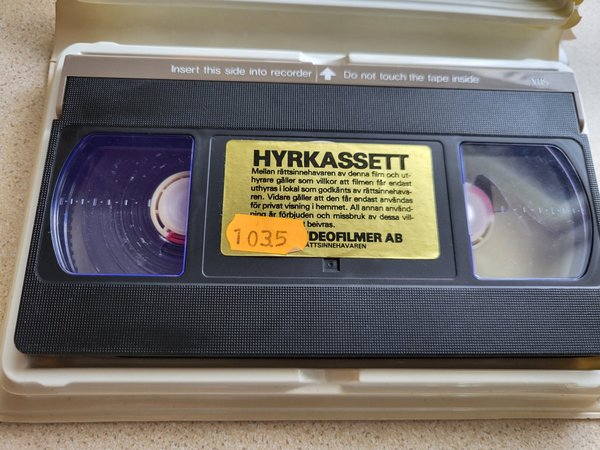 Insert this side into recorder Do not touch the tape inside VHS
HYRKASSETT
Mellan rättsinnehavaren av denna film och ut-
hyrare gäller som villkor att filmen får endast
uthyras i lokal som godkänts av rättsinneha-
varen. Vidare gäller att den får endast användas
för privat visning i hemmet. All annan använd-
ning är förbjuden och missbruk av dessa vill-
beivras.
1035
DEOFILMER AB
RÄTTSINNEHAVAREN